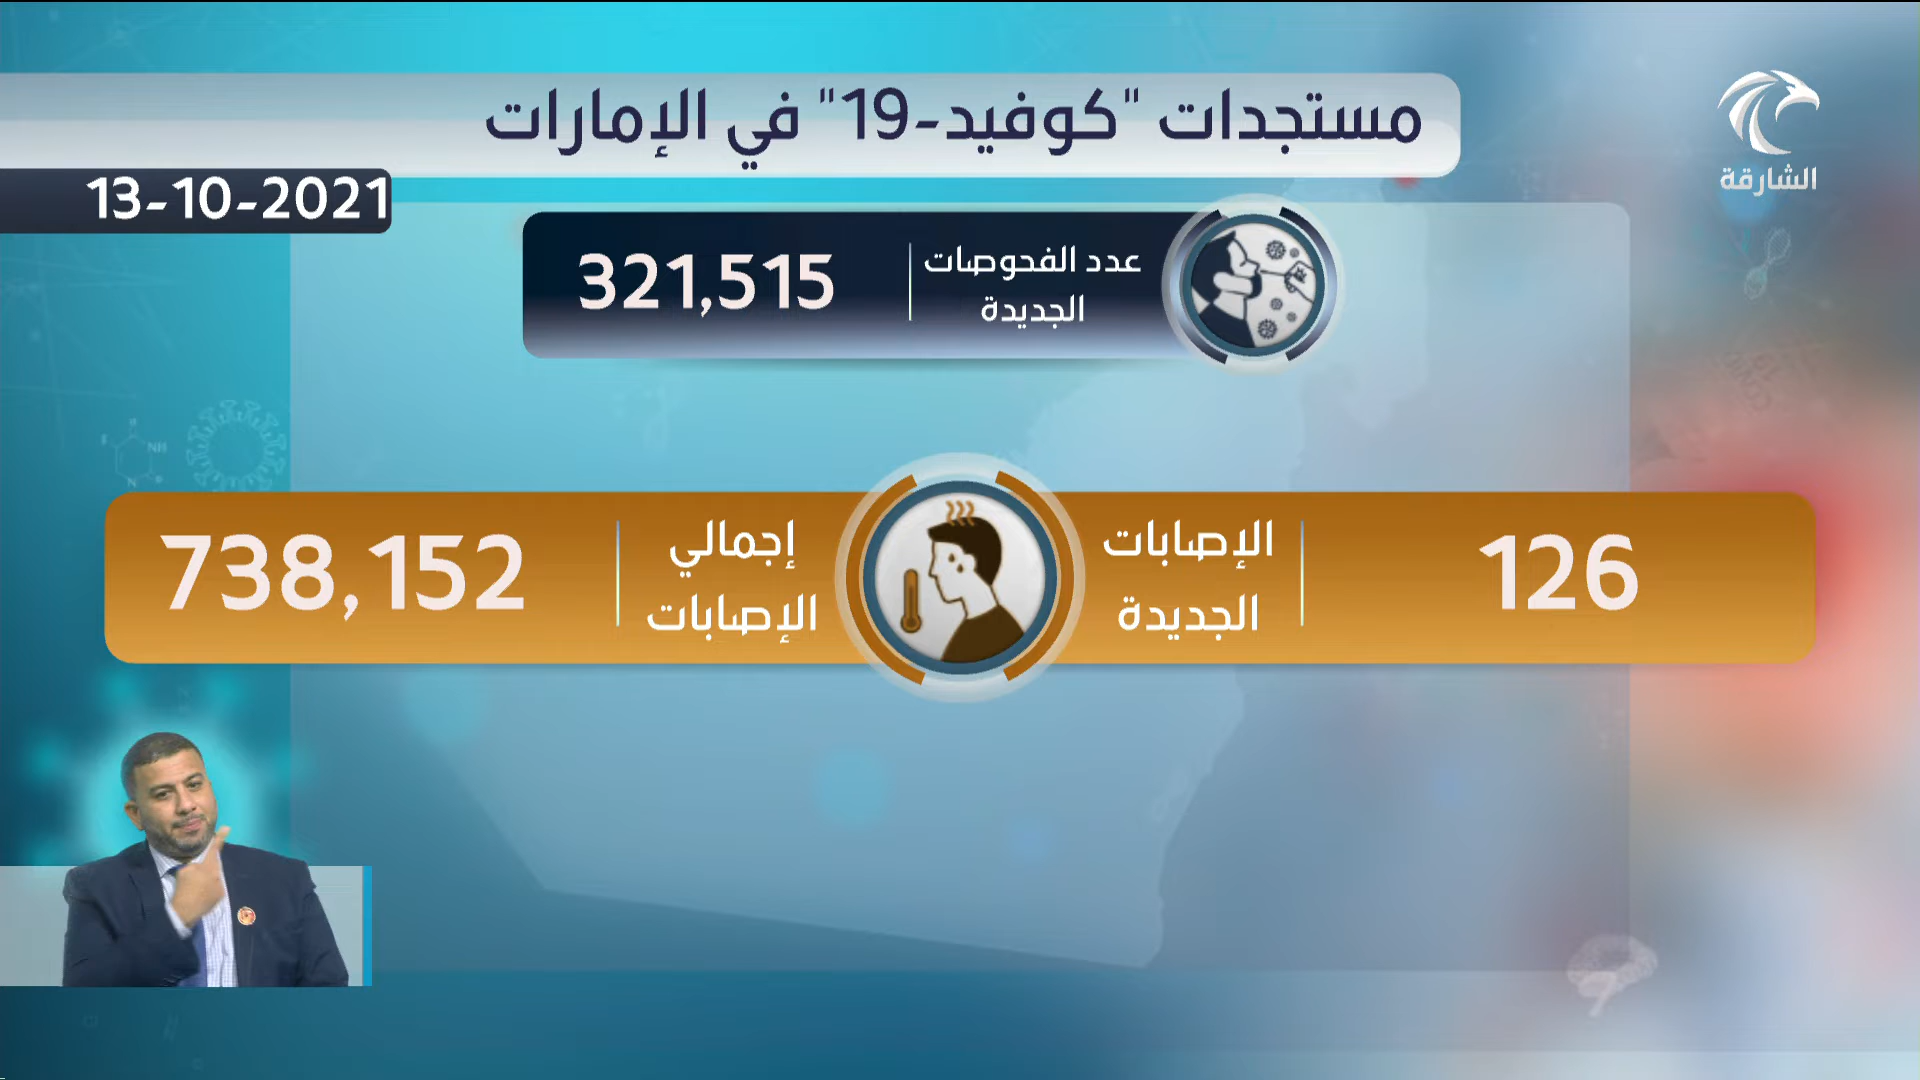 مستجدات "كوفيد-19" في الإمارات
الشارقة
13-10-2021
عدد الفحوصات
الجديدة
321,515
126
الإصابات
الجديدة
إجمالي
الإصابات
738,152
NH
N